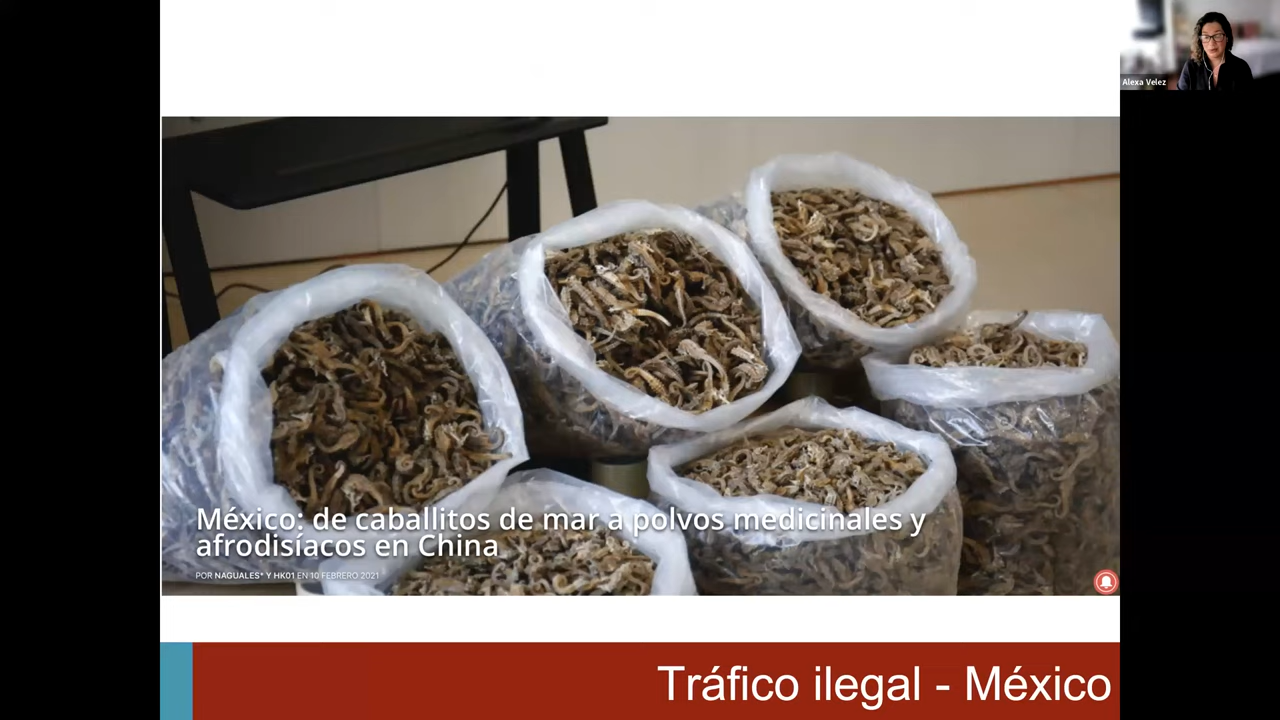 Alexa Velez
México: de caballitos de mar a polvos medicinales y
afrodisíacos en China
POR NAGUALES* Y HK01 EN 10 FEBRERO 2021
Tráfico ilegal - México